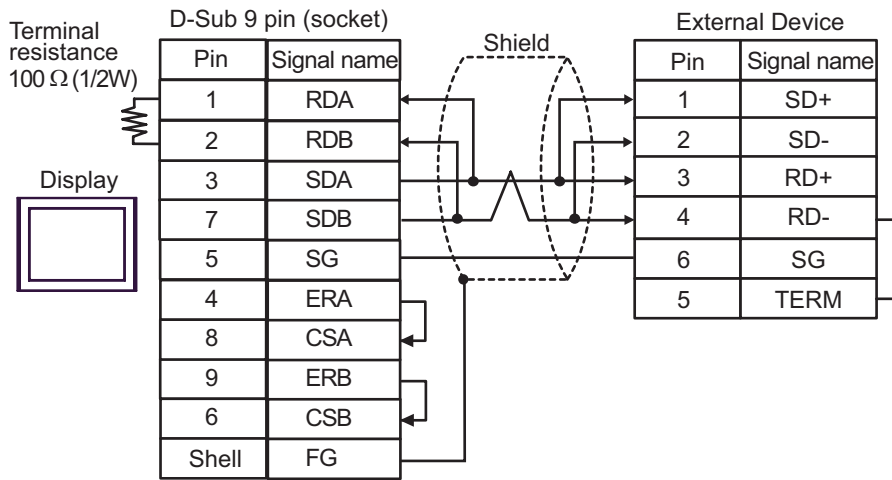 D-Sub 9 pin (socket)
External Device
Terminal
resistance
100 Ω (1/2W)
Shield
Display
Pin Signal name
1 RDA
2 RDB
3 SDA
7 SDB
5 SG
4 ERA
8 CSA
9 ERB
6 CSB
Shell FG
Pin Signal name
1 SD+
2 SD-
3 RD+
4 RD-
6 SG
5 TERM